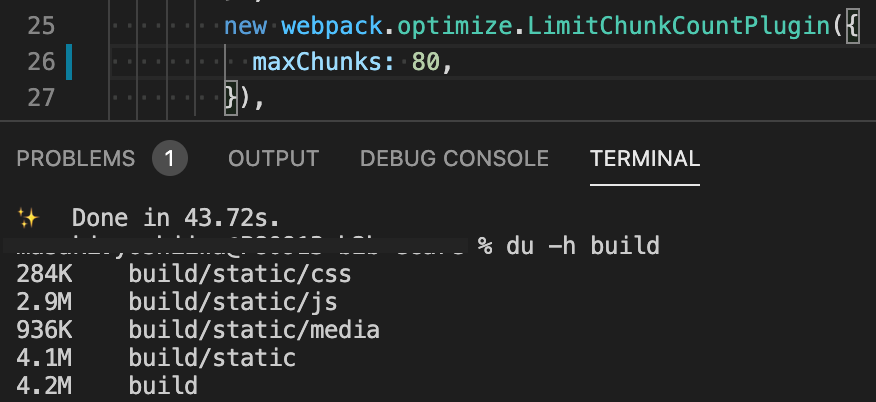 25 new webpack.optimize.LimitChunkCountPlugin({
26 maxChunks: 80,
27 }),
PROBLEMS 1 OUTPUT DEBUG CONSOLE TERMINAL
✨ Done in 43.72s.
% du -h build
284K build/static/css
2.9M build/static/js
936K build/static/media
4.1M build/static
4.2M build